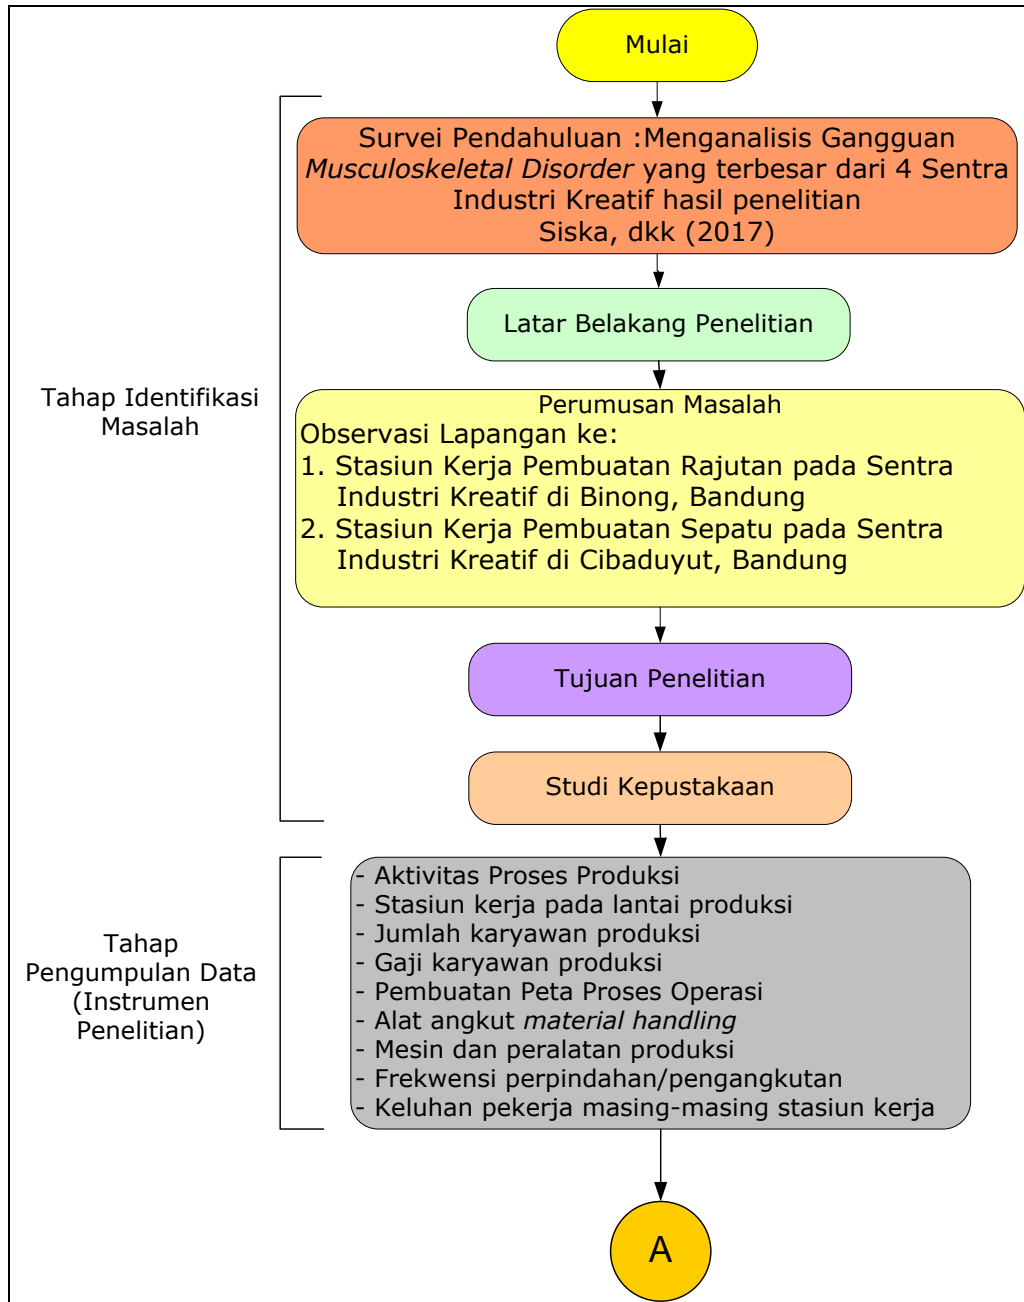 Mulai
Survei Pendahuluan :Menganalisis Gangguan
Musculoskeletal Disorder yang terbesar dari 4 Sentra
Industri Kreatif hasil penelitian
Siska, dkk (2017)
Latar Belakang Penelitian
Tahap Identifikasi
Masalah
Perumusan Masalah
Observasi Lapangan ke:
1. Stasiun Kerja Pembuatan Rajutan pada Sentra
Industri Kreatif di Binong, Bandung
2. Stasiun Kerja Pembuatan Sepatu pada Sentra
Industri Kreatif di Cibaduyut, Bandung
Tujuan Penelitian
Studi Kepustakaan
Tahap
Pengumpulan Data
(Instrumen
Penelitian)
- Aktivitas Proses Produksi
- Stasiun kerja pada lantai produksi
- Jumlah karyawan produksi
- Gaji karyawan produksi
- Pembuatan Peta Proses Operasi
- Alat angkut material handling
- Mesin dan peralatan produksi
- Frekwensi perpindahan/pengangkutan
- Keluhan pekerja masing-masing stasiun kerja
A